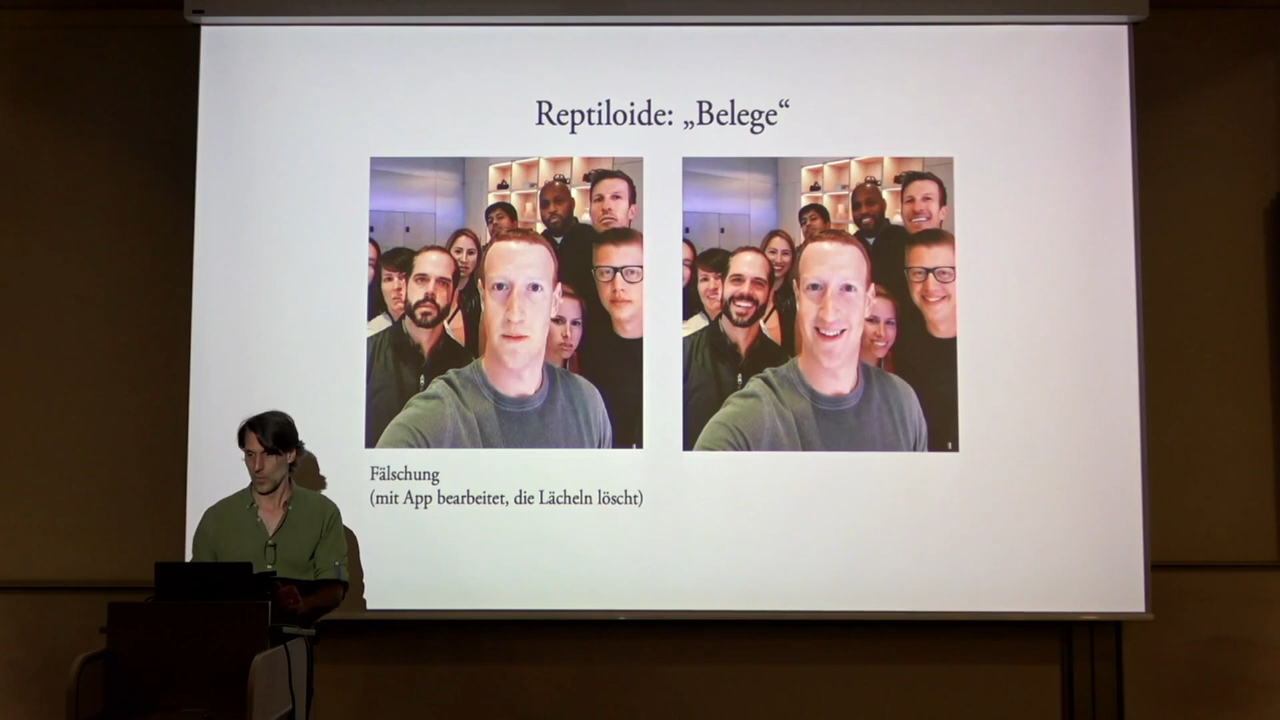 Reptiloide: „Belege“
Fälschung
(mit App bearbeitet, die Lächeln löscht)